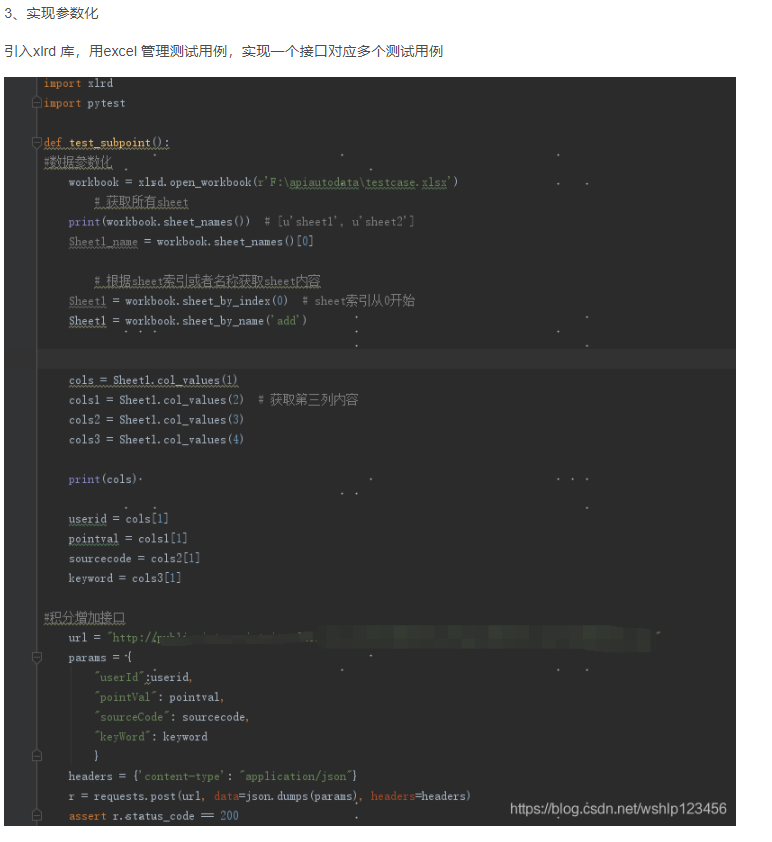 3、实现参数化
引入xlrd 库，用excel 管理测试用例，实现一个接口对应多个测试用例
import xlrd
import pytest
def test_subpoint():
#数据参数化
workbook = xlrd.open_workbook(r'F:\apiautodata\testcase.xlsx')
# 获取所有sheet
print(workbook.sheet_names()) # [u'sheet1', u'sheet2']
Sheet1_name = workbook.sheet_names()[0]
# 根据sheet索引或者名称获取sheet内容
Sheet1 = workbook.sheet_by_index(0) # sheet索引从0开始
Sheet1 = workbook.sheet_by_name('add')
cols = Sheet1.col_values(1)
cols1 = Sheet1.col_values(2) # 获取第三列内容
cols2 = Sheet1.col_values(3)
cols3 = Sheet1.col_values(4)
print(cols)
userid = cols[1]
pointval = cols1[1]
sourcecode = cols2[1]
keyword = cols3[1]
#积分增加接口
url = "http://"
params = {
"userId":userid,
"pointVal": pointval,
"sourceCode": sourcecode,
"keyWord": keyword
}
headers = {'content-type': "application/json"}
r = requests.post(url, data=json.dumps(params), headers=headers)
assert r.status_code == 200
https://blog.csdn.net/wshlp123456